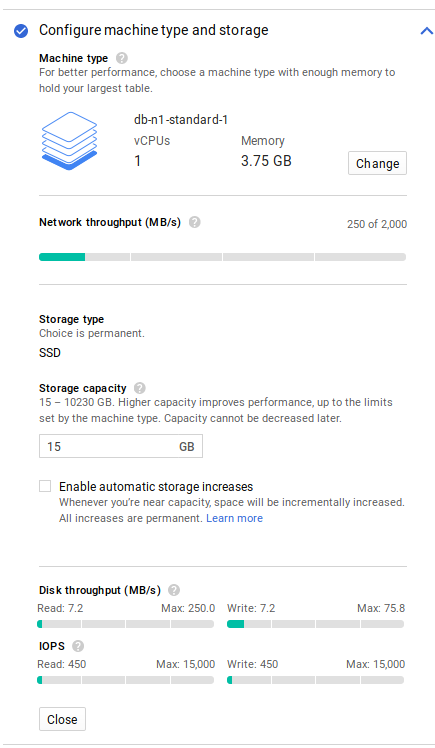 Configure machine type and storage
Machine type ?
For better performance, choose a machine type with enough memory to
hold your largest table.
db-n1-standard-1
vCPUs Memory
1 3.75 GB
Change
Network throughput (MB/s) ? 250 of 2,000
Storage type
Choice is permanent.
SSD
Storage capacity ?
15 – 10230 GB. Higher capacity improves performance, up to the limits
set by the machine type. Capacity cannot be decreased later.
15 GB
Enable automatic storage increases
Whenever you're near capacity, space will be incrementally increased.
All increases are permanent. Learn more
Disk throughput (MB/s) ?
Read: 7.2 Max: 250.0 Write: 7.2 Max: 75.8
IOPS ?
Read: 450 Max: 15,000 Write: 450 Max: 15,000
Close